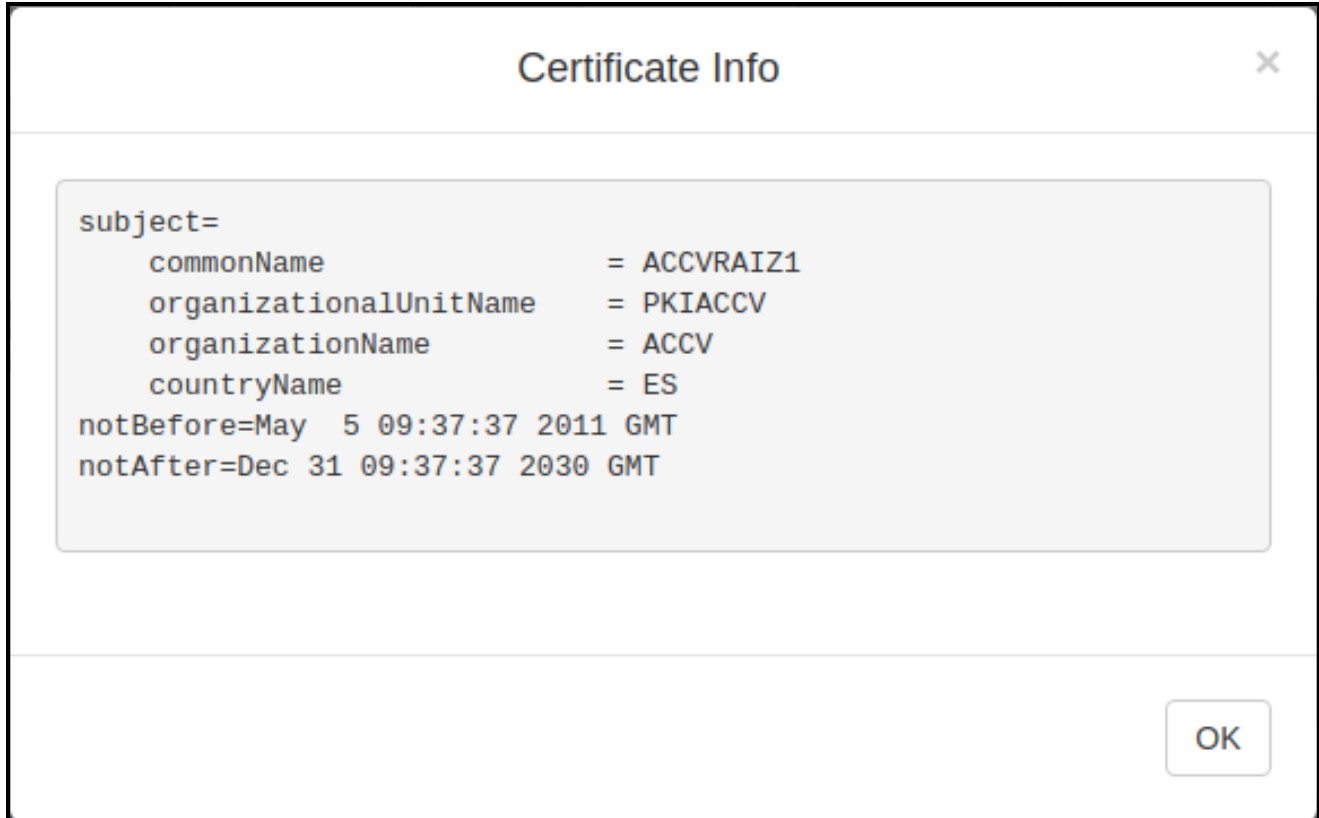 Certificate Info ×
subject=
    commonName                = ACCVRAIZ1
    organizationalUnitName    = PKIACCV
    organizationName          = ACCV
    countryName               = ES
notBefore=May  5 09:37:37 2011 GMT
notAfter=Dec 31 09:37:37 2030 GMT
OK